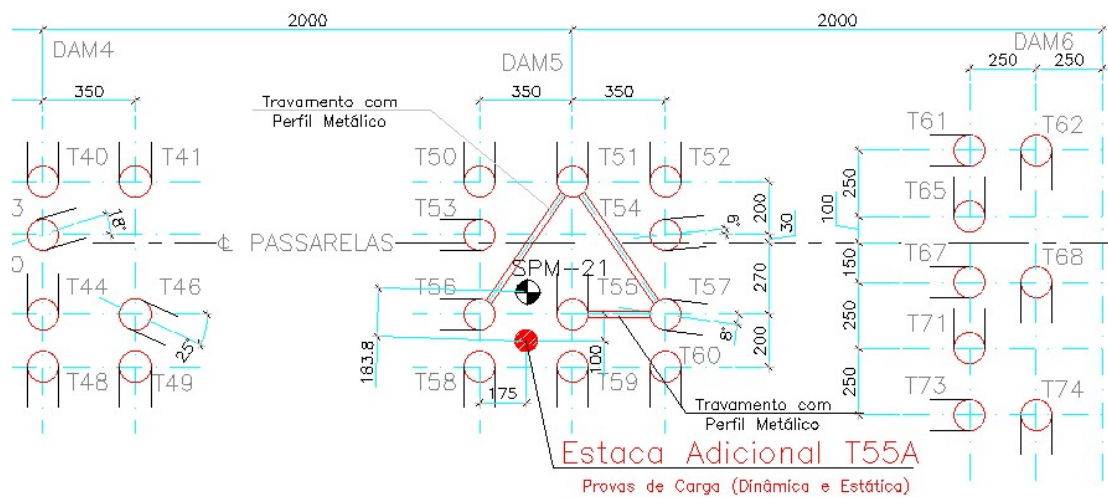 2000
2000
DAM4
DAM5
DAM6
250
250
350
350
350
Travamento com
Perfil Metálico
T61
T62
T40
T41
T50
T51
T52
250
100
T65
3
18°
T53
T54
200
9°
30
℄ PASSARELAS
0
T44
T46
SPM-21
T56
T55
T57
270
150
T67
T68
25°
8°
250
T71
183.8
100
200
T48
T49
T58
T59
T60
175
250
T73
T74
Travamento com
Perfil Metálico
Estaca Adicional T55A
Provas de Carga (Dinâmica e Estática)